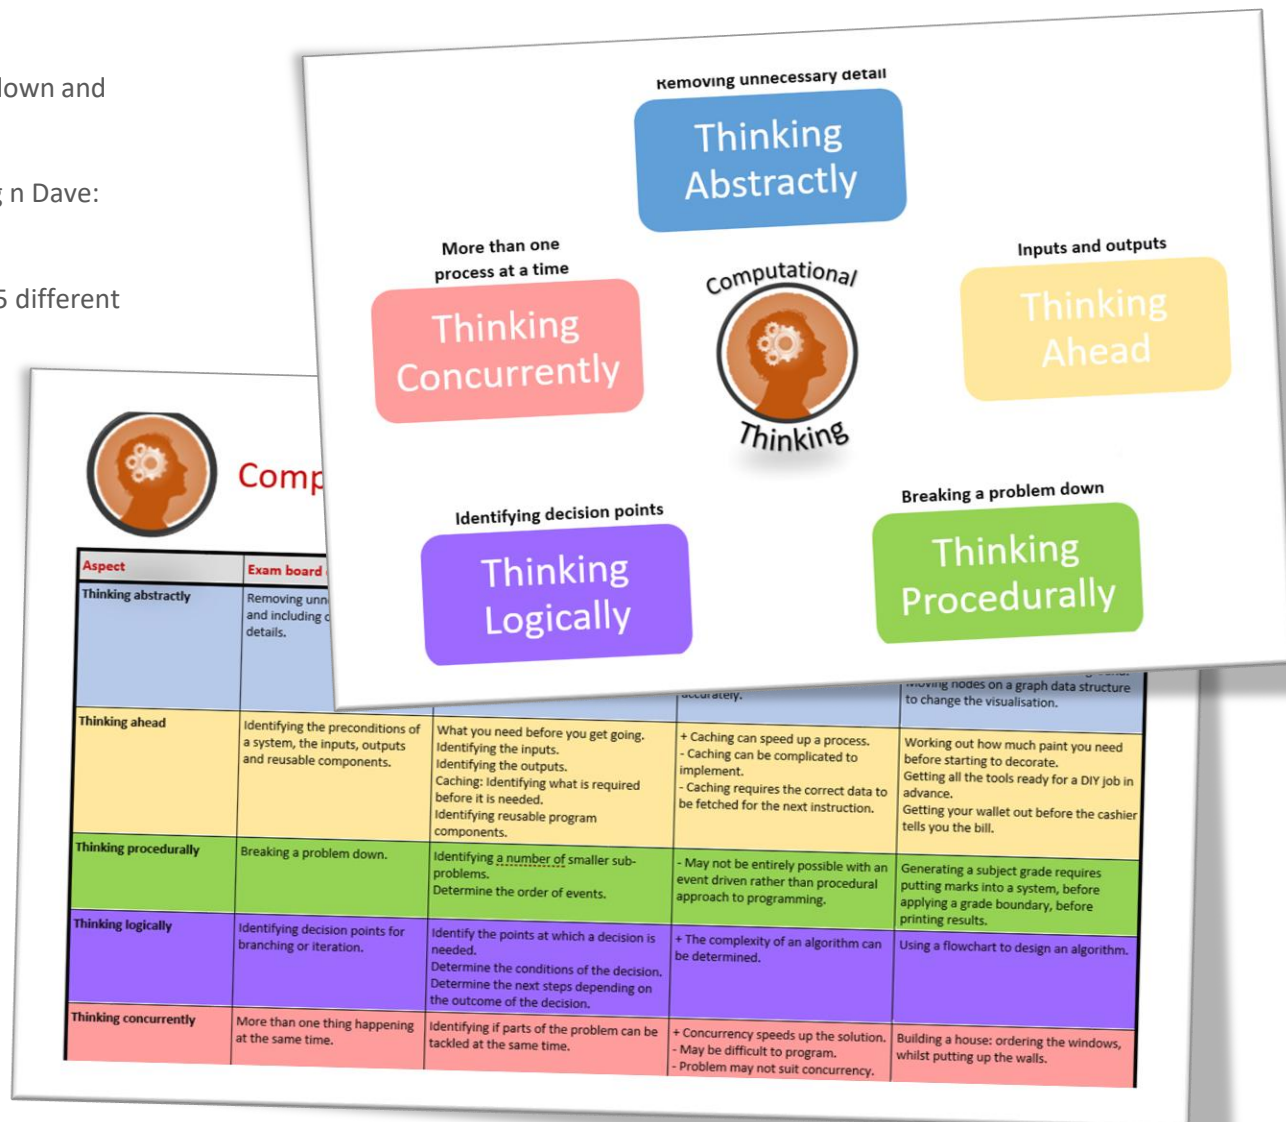 down and
n Dave:
5 different
Removing unnecessary detail
Thinking
Abstractly
More than one
process at a time
Thinking
Concurrently
Computational
Thinking
Inputs and outputs
Thinking
Ahead
Identifying decision points
Thinking
Logically
Breaking a problem down
Thinking
Procedurally
Comp
Aspect
Exam board
Thinking abstractly
Removing
and including
details.
accurately.
Moving nodes on a graph data structure
to change the visualisation.
Thinking ahead
Identifying the preconditions of
a system, the inputs, outputs
and reusable components.
What you need before you get going.
Identifying the inputs.
Identifying the outputs.
Caching: Identifying what is required
before it is needed.
Identifying reusable program
components.
+ Caching can speed up a process.
- Caching can be complicated to
implement.
- Caching requires the correct data to
be fetched for the next instruction.
Working out how much paint you need
before starting to decorate.
Getting all the tools ready for a DIY job in
advance.
Getting your wallet out before the cashier
tells you the bill.
Thinking procedurally
Breaking a problem down.
Identifying a number of smaller sub-
problems.
Determine the order of events.
- May not be entirely possible with an
event driven rather than procedural
approach to programming.
Generating a subject grade requires
putting marks into a system, before
applying a grade boundary, before
printing results.
Thinking logically
Identifying decision points for
branching or iteration.
Identify the points at which a decision is
needed.
Determine the conditions of the decision.
Determine the next steps depending on
the outcome of the decision.
+ The complexity of an algorithm can
be determined.
Using a flowchart to design an algorithm.
Thinking concurrently
More than one thing happening
at the same time.
Identifying if parts of the problem can be
tackled at the same time.
+ Concurrency speeds up the solution.
- May be difficult to program.
- Problem may not suit concurrency.
Building a house: ordering the windows,
whilst putting up the walls.